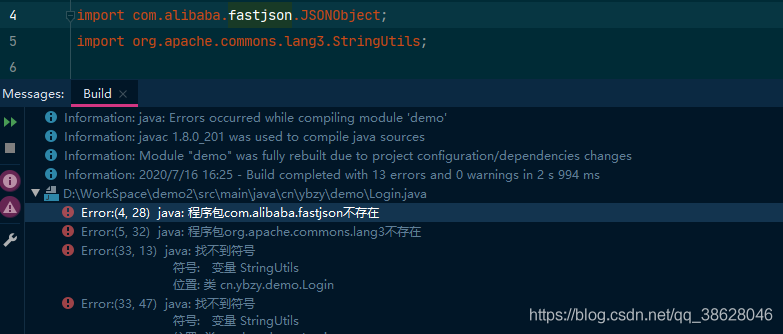 4 import com.alibaba.fastjson.JSONObject;
5 import org.apache.commons.lang3.StringUtils;
6
Messages: Build ×
Information: java: Errors occurred while compiling module 'demo'
Information: javac 1.8.0_201 was used to compile java sources
Information: Module "demo" was fully rebuilt due to project configuration/dependencies changes
Information: 2020/7/16 16:25 - Build completed with 13 errors and 0 warnings in 2 s 994 ms
D:\WorkSpace\demo2\src\main\java\cn\ybzy\demo\Login.java
Error:(4, 28) java: 程序包com.alibaba.fastjson不存在
Error:(5, 32) java: 程序包org.apache.commons.lang3不存在
Error:(33, 13) java: 找不到符号
符号: 变量 StringUtils
位置: 类 cn.ybzy.demo.Login
Error:(33, 47) java: 找不到符号
符号: 变量 StringUtils
https://blog.csdn.net/qq_38628046